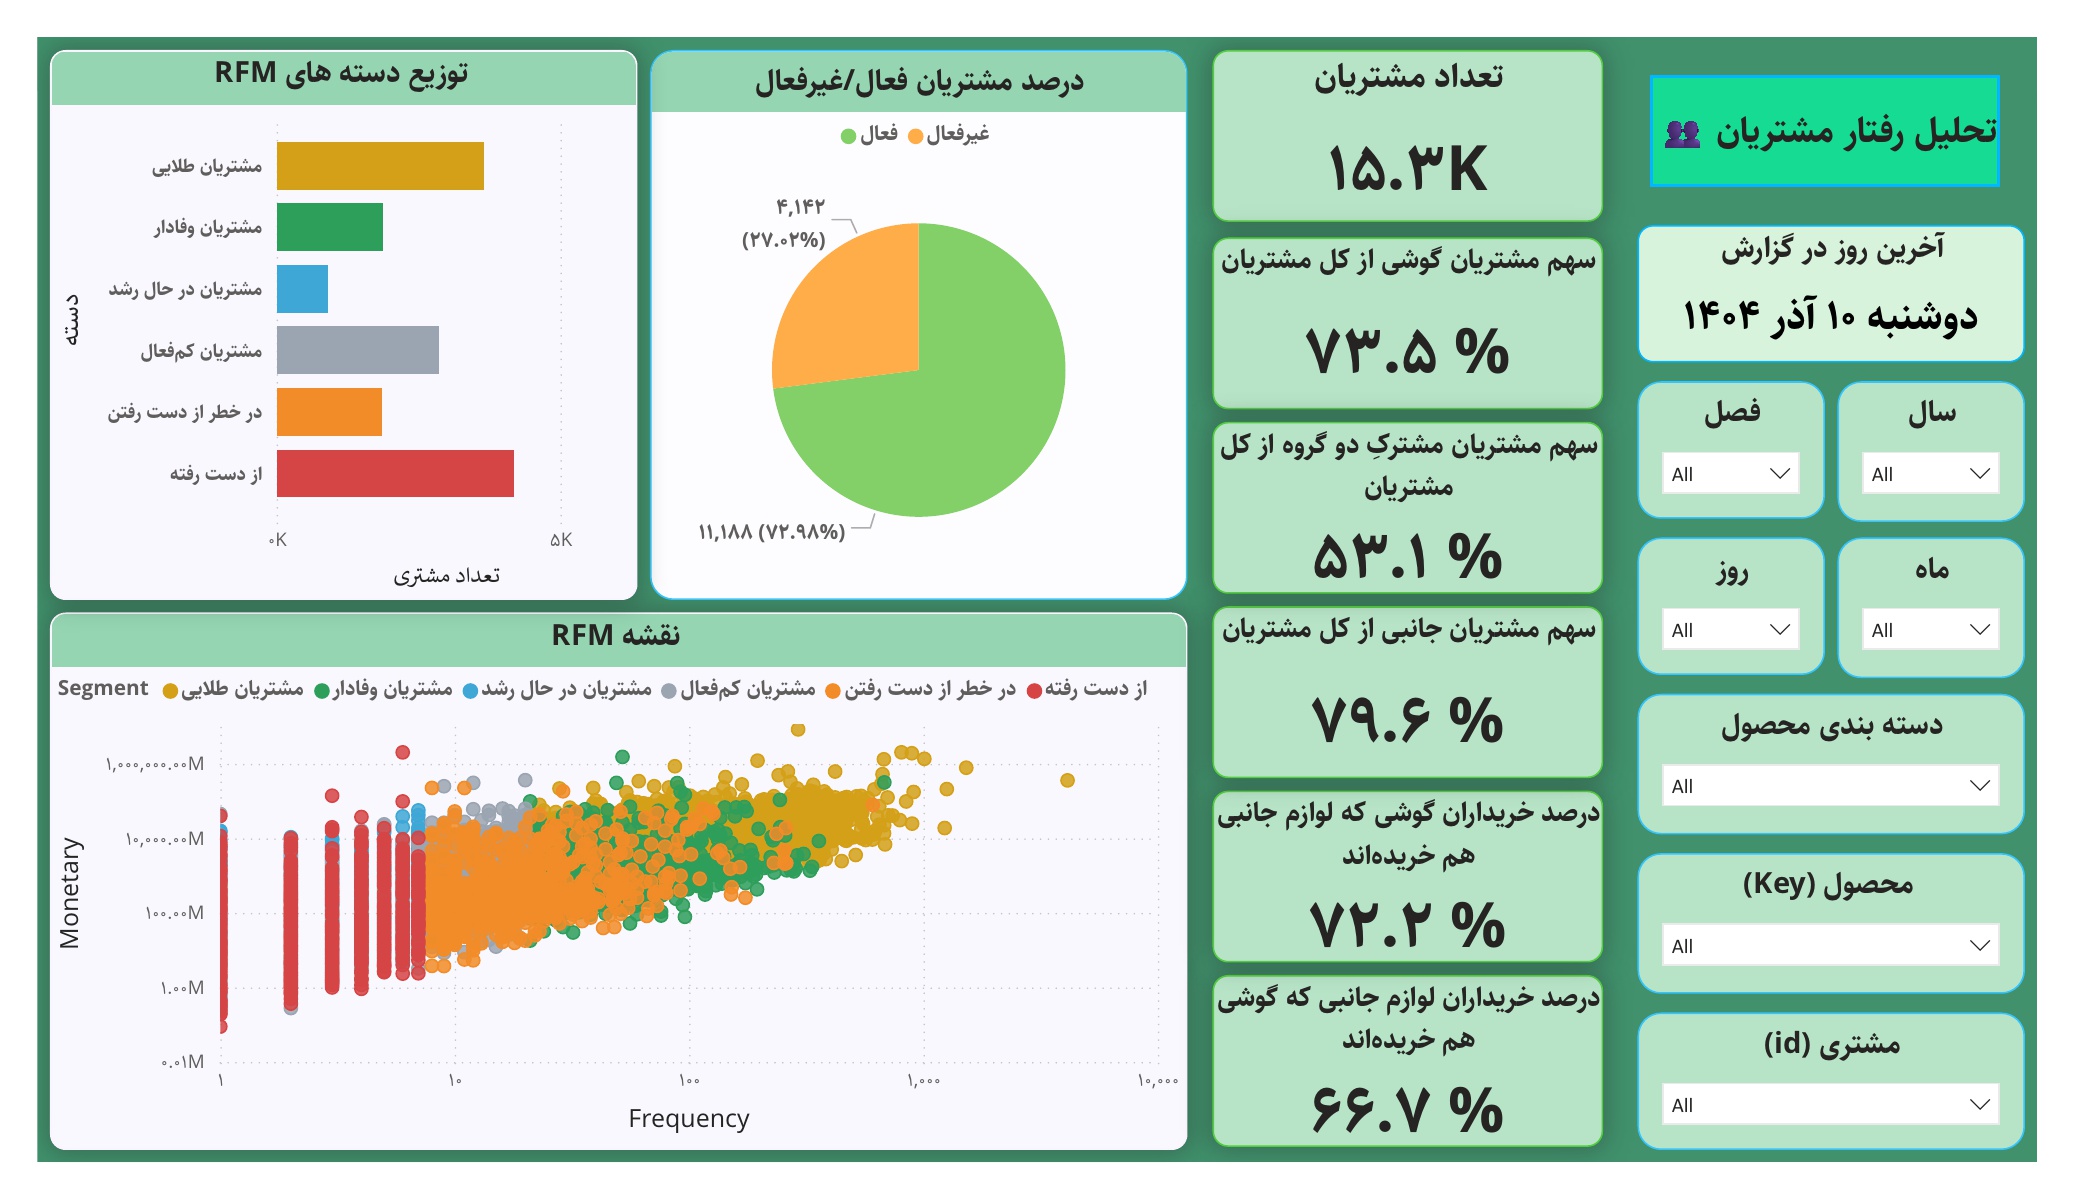 تحلیل رفتار مشتریان
آخرین روز در گزارش
دوشنبه ۱۰ آذر ۱۴۰۴
سال
All
فصل
All
ماه
All
روز
All
دسته بندی محصول
All
محصول (Key)
All
مشتری (id)
All
تعداد مشتریان
۱۵.۳K
سهم مشتریان گوشی از کل مشتریان
۷۳.۵ %
سهم مشتریان مشترکِ دو گروه از کل
مشتریان
۵۳.۱ %
سهم مشتریان جانبی از کل مشتریان
۷۹.۶ %
درصد خریداران گوشی که لوازم جانبی
هم خریده‌اند
۷۲.۲ %
درصد خریداران لوازم جانبی که گوشی
هم خریده‌اند
۶۶.۷ %
درصد مشتریان فعال/غیرفعال
فعال غیرفعال
۴,۱۴۲
(۲۷.۰۲%)
۱۱,۱۸۸ (۷۲.۹۸%)
توزیع دسته های RFM
دسته
مشتریان طلایی
مشتریان وفادار
مشتریان در حال رشد
مشتریان کم‌فعال
در خطر از دست رفتن
از دست رفته
۰K ۵K
تعداد مشتری
نقشه RFM
Segment مشتریان طلایی مشتریان وفادار مشتریان در حال رشد مشتریان کم‌فعال در خطر از دست رفتن از دست رفته
Monetary
۱,۰۰۰,۰۰۰.۰۰M
۱۰,۰۰۰.۰۰M
۱۰۰.۰۰M
۱.۰۰M
۰.۰۱M
۱ ۱۰ ۱۰۰ ۱,۰۰۰ ۱۰,۰۰۰
Frequency